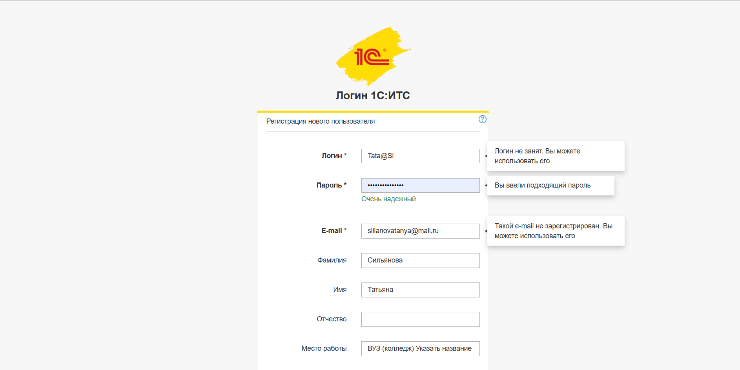 1С
Логин 1С:ИТС
Регистрация нового пользователя
?
Логин *
Tata@Si
Логин не занят. Вы можете
использовать его
Пароль *
•••••••••••••••
Вы ввели подходящий пароль
Очень надежный
E-mail *
silianovatanya@mail.ru
Такой e-mail не зарегистрирован. Вы
можете использовать его
Фамилия
Сильянова
Имя
Татьяна
Отчество
Место работы
ВУЗ (колледж) Указать название